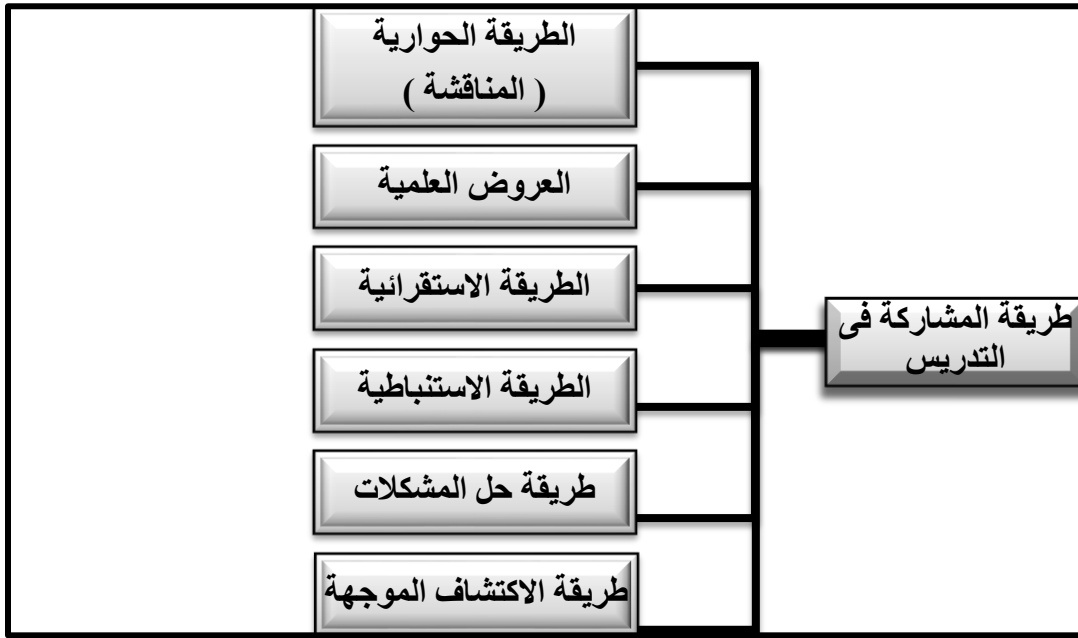 طريقة المشاركة فى
التدريس
الطريقة الحوارية
( المناقشة )
العروض العلمية
الطريقة الاستقرائية
الطريقة الاستنباطية
طريقة حل المشكلات
طريقة الاكتشاف الموجهة